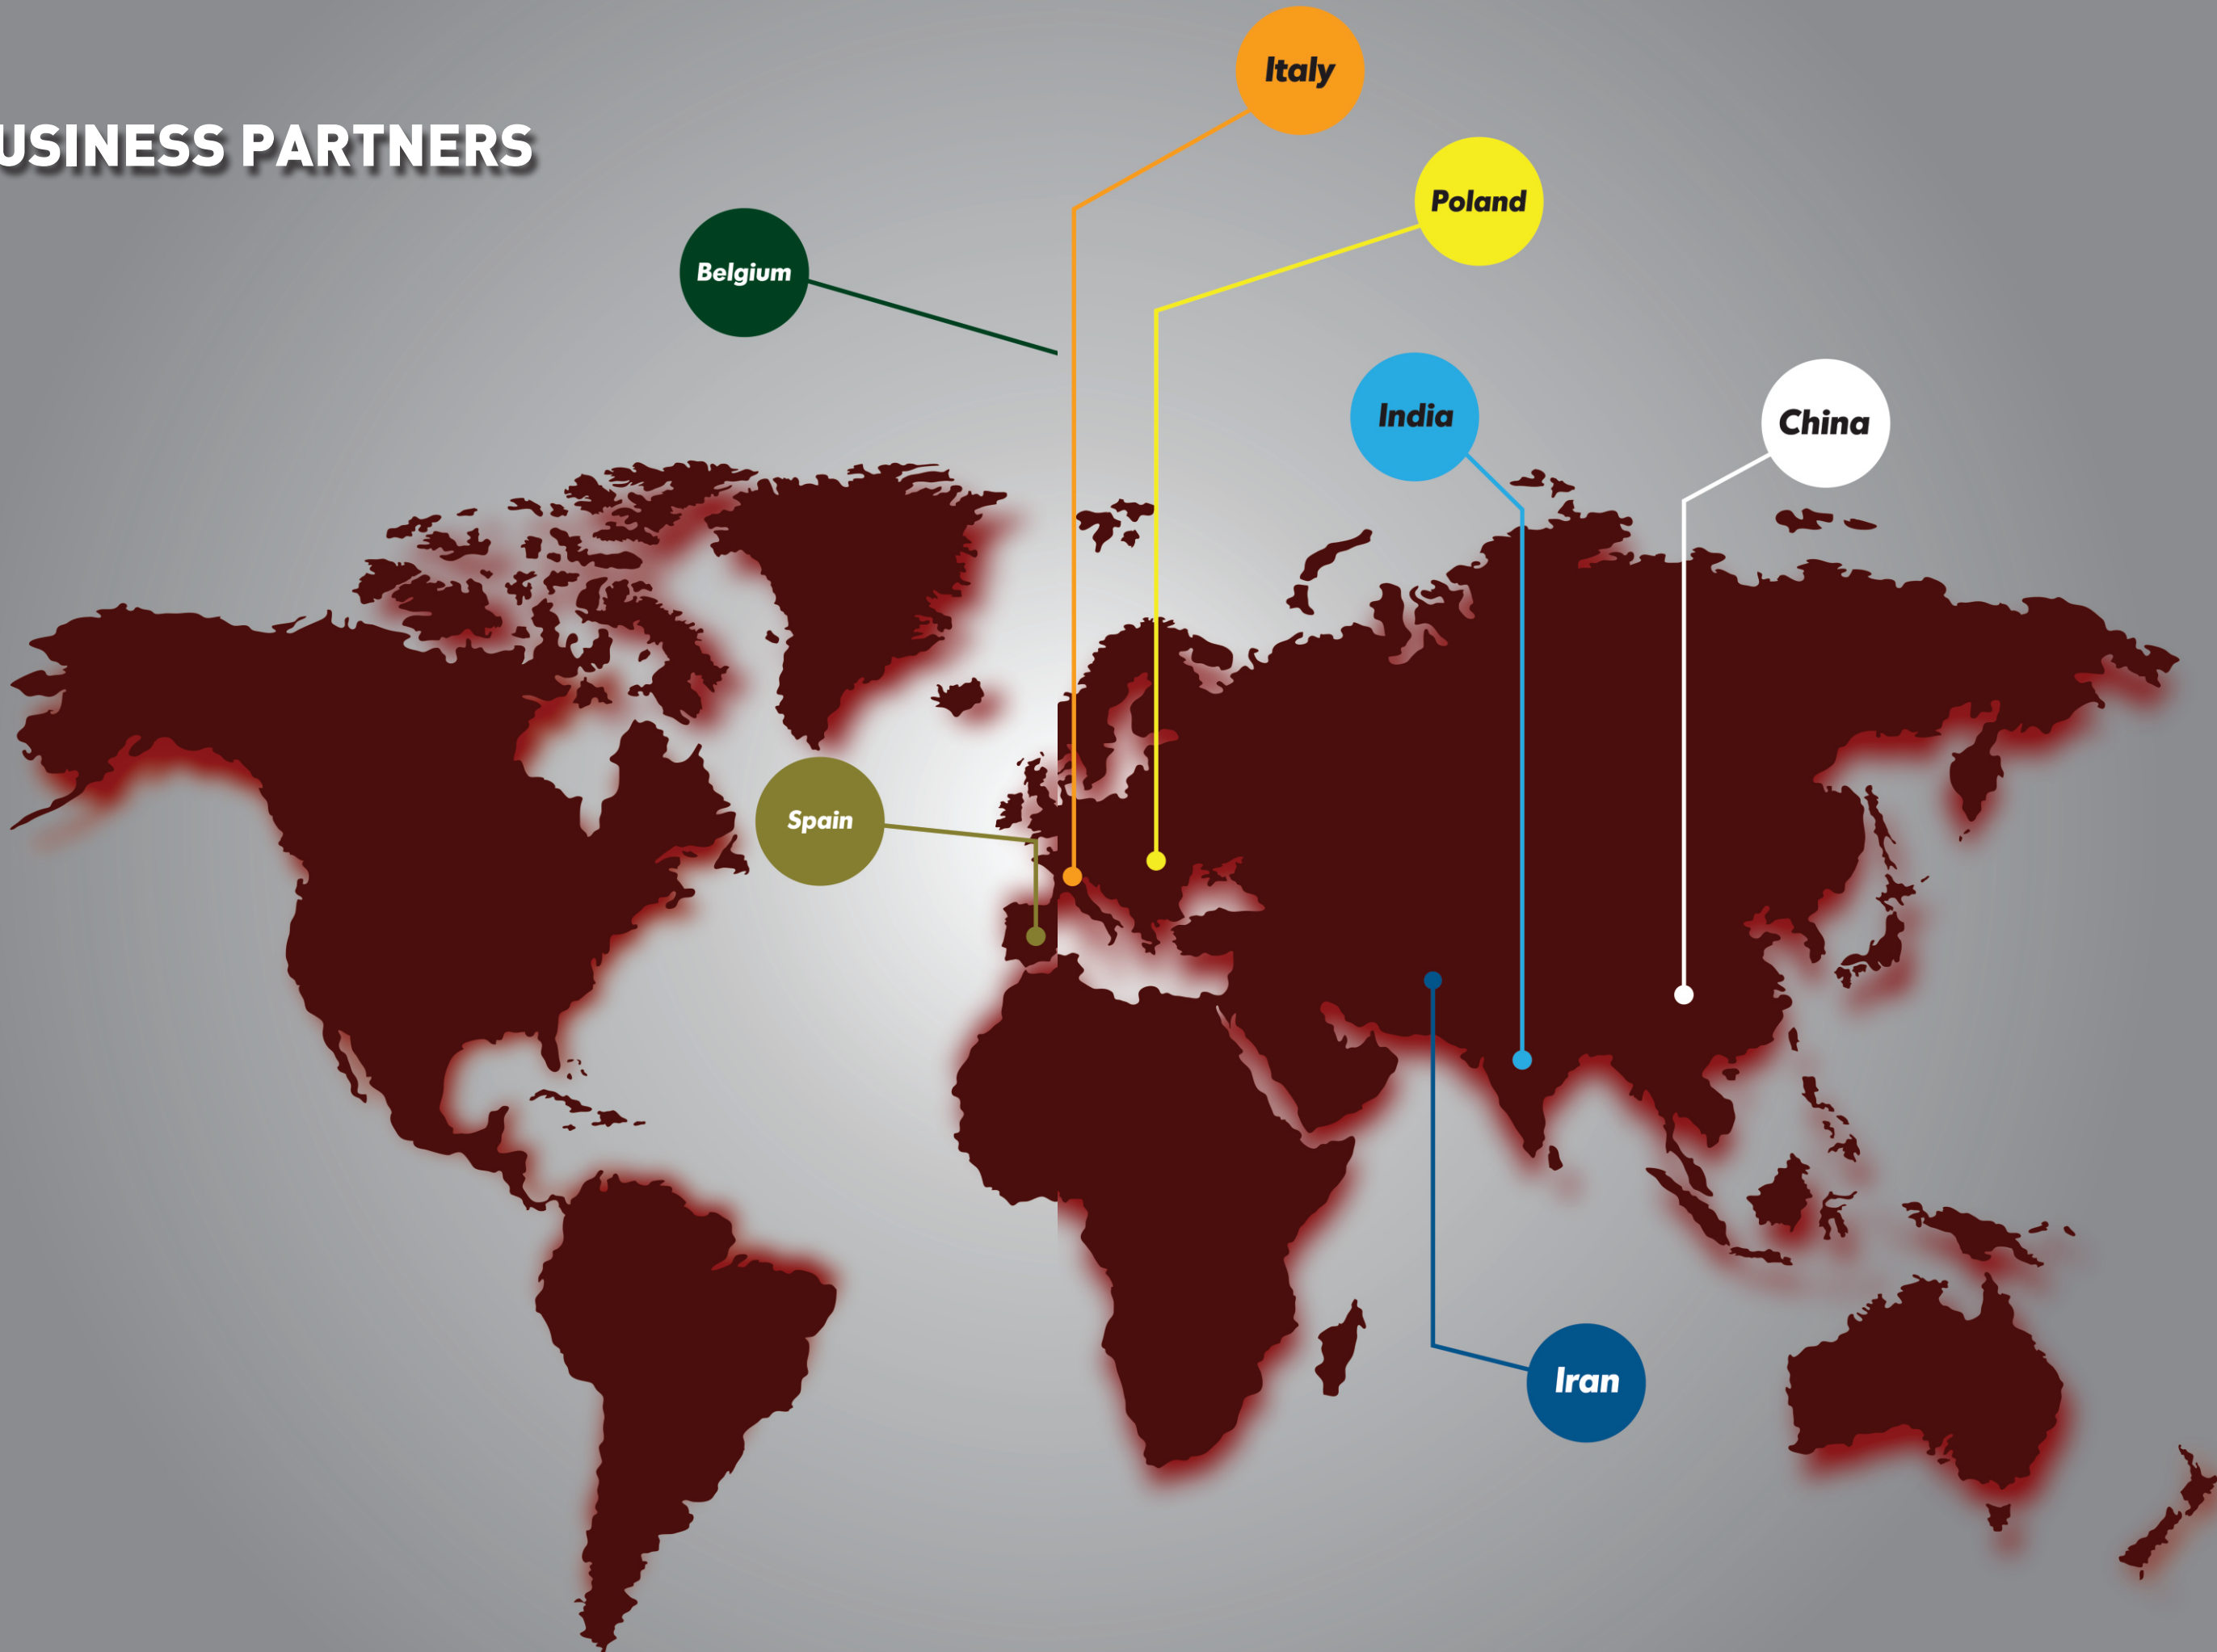 USINESS PARTNERS
Italy
Poland
Belgium
India
China
Spain
Iran